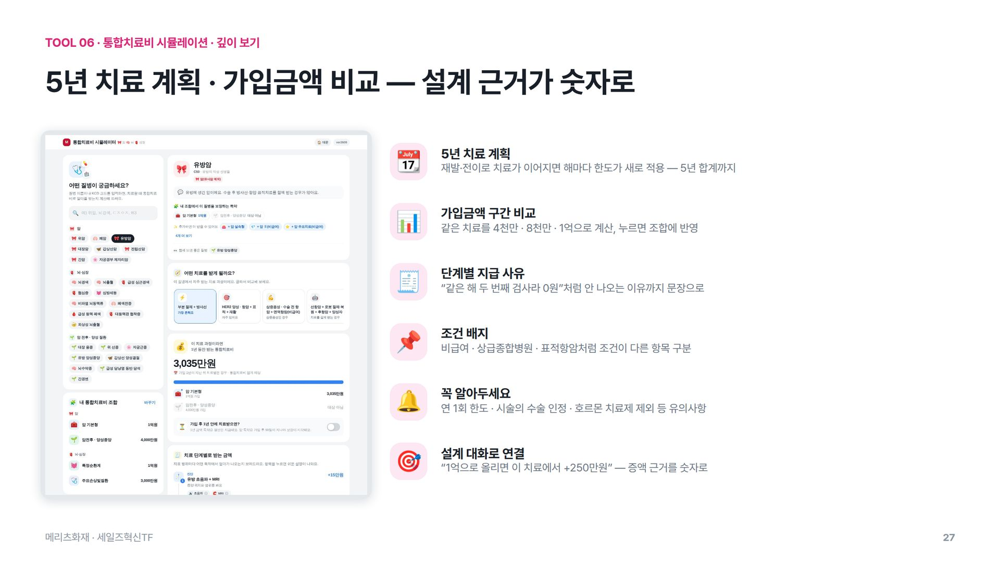 TOOL 06 · 통합치료비 시뮬레이션 · 깊이 보기
5년 치료 계획 · 가입금액 비교 — 설계 근거가 숫자로
M 통합치료비 시뮬레이터 암 뇌 심장
대문 ver2609
어떤 질병이 궁금하세요?
질병 이름이나 KCD 코드를 입력하면, 치료할 때 통합치료
비로 얼마를 받는지 계산해 드려요.
예) 위암, 뇌경색, ㄷㅈㅇㅈ, I63
암
위암 폐암 유방암
대장암 갑상선암 전립선암
간암 자궁경부 제자리암
뇌·심장
뇌경색 뇌출혈 급성 심근경색
협심증 심방세동
비파열 뇌동맥류 폐색전증
급성 동맥 폐색 대동맥판 협착증
외상성 뇌출혈
암 전후 · 양성 질환
대장 용종 위 선종 자궁근종
유방 양성종양 갑상선 양성결절
뇌수막종 급성 담낭염 동반 담석
간경변
내 통합치료비 조합 바꾸기
암
암 기본형 1억원
암전후 · 양성종양 4,000만원
뇌·심장
특정순환계 1억원
주요손상및질환 3,000만원
유방암
C50 · 유방의 악성 신생물
암(유사암 제외)
유방에 생긴 암이에요. 수술 후 방사선·항암·표적치료를 함께 받는 경우가 많아요.
내 조합에서 이 질병을 보장하는 특약
암 기본형 1억원 암전후 · 양성종양 대상 아님
추가하면 더 받을 수 있어요 + 암 실속형 + 암 Ⅱ(비급여) + 암 주요치료(비급여)
4개 더 보기
함께 보면 좋은 질병 유방 양성종양
어떤 치료를 받게 될까요?
이 질병에서 자주 받는 치료 과정이에요. 골라서 비교해 보세요.
부분 절제 + 방사선
가장 흔해요
HER2 양성 · 항암 + 표
적 + 재활
자주 있어요
삼중음성 · 수술 전 항
암 + 면역항암(비급여)
삼중음성인 경우
선항암 + 로봇 절제·복
원 + 후항암 + 양성자
치료를 길게 받는 경우
이 치료 과정이라면
1년 동안 받는 통합치료비
3,035만원
가입 1년이 지난 뒤 치료받은 경우 · 통합치료비 합계 예상
암 기본형
1억원 가입
3,035만원
암전후 · 양성종양
4,000만원 가입
대상 아님
가입 후 1년 안에 치료받으면?
1년 감액 특약은 절반만 지급돼요. 암 특약은 가입 후 90일이 지나야 보장이 시작돼요.
치료 단계별로 받는 금액
치료 행위마다 어떤 특약에서 얼마가 나오는지 보여드려요. 항목을 누르면 쉬운 설명이 나와요.
1
진단
유방 초음파 + MRI
종양 위치와 범위를 봐요
+15만원
초음파 MRI
July
17
5년 치료 계획
재발·전이로 치료가 이어지면 해마다 한도가 새로 적용 — 5년 합계까지
가입금액 구간 비교
같은 치료를 4천만 · 8천만 · 1억으로 계산, 누르면 조합에 반영
단계별 지급 사유
“같은 해 두 번째 검사라 0원”처럼 안 나오는 이유까지 문장으로
조건 배지
비급여 · 상급종합병원 · 표적항암처럼 조건이 다른 항목 구분
꼭 알아두세요
연 1회 한도 · 시술의 수술 인정 · 호르몬 치료제 제외 등 유의사항
설계 대화로 연결
“1억으로 올리면 이 치료에서 +250만원” — 증액 근거를 숫자로
메리츠화재 · 세일즈혁신TF
27